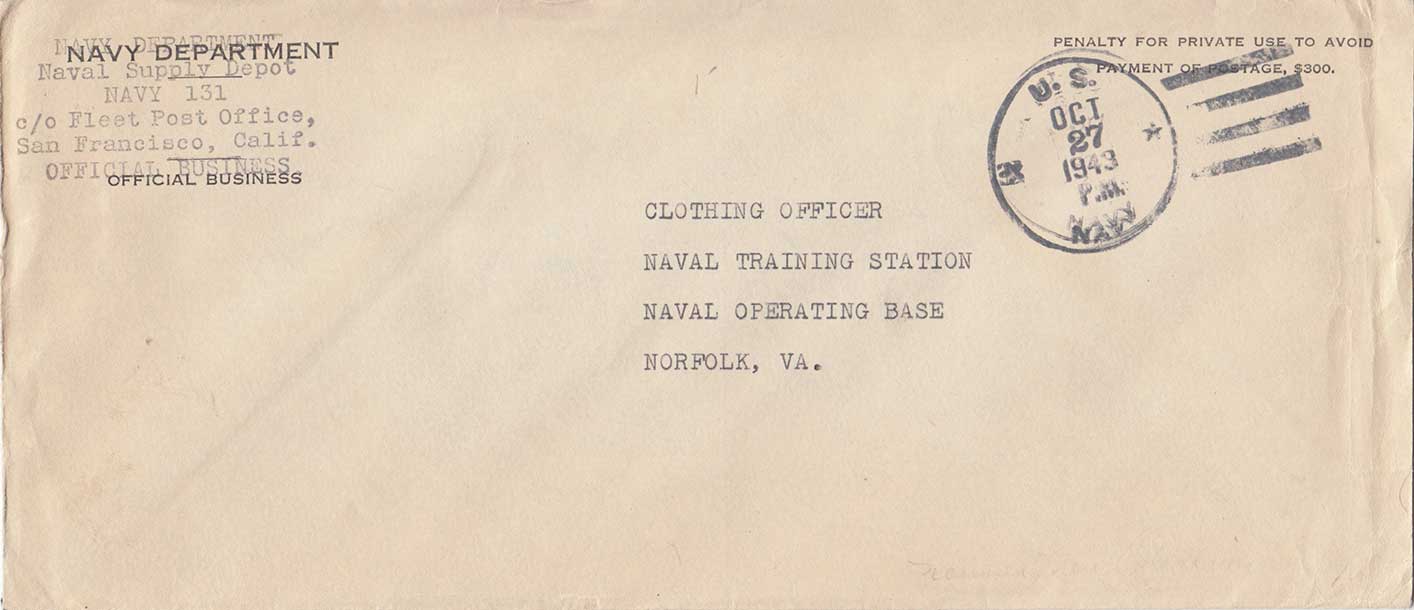 NAVY DEPARTMENT
NAVY DEPARTMENT
Naval Supply Depot
NAVY 131
c/o Fleet Post Office,
San Francisco, Calif.
OFFICIAL BUSINESS
OFFICIAL BUSINESS
PENALTY FOR PRIVATE USE TO AVOID
PAYMENT OF POSTAGE, $300.
U. S.
OCT
27
1943
P.M.
NAVY
CLOTHING OFFICER
NAVAL TRAINING STATION
NAVAL OPERATING BASE
NORFOLK, VA.